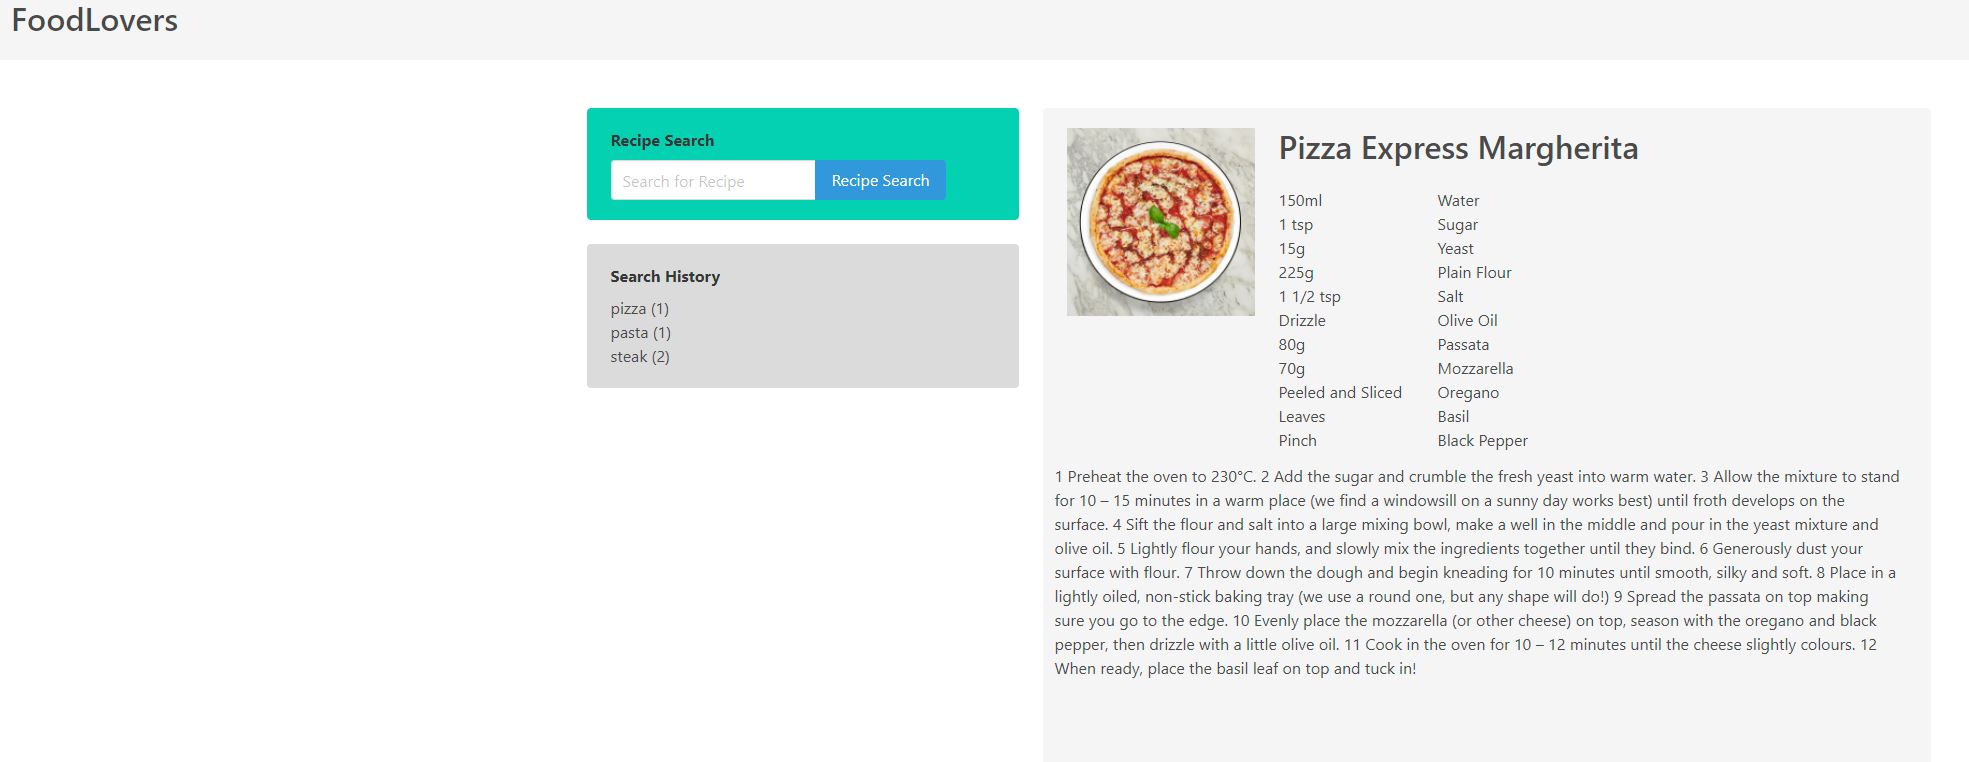 FoodLovers
Recipe Search
Search for Recipe
Recipe Search
Search History
pizza (1)
pasta (1)
steak (2)
Pizza Express Margherita
150ml Water
1 tsp Sugar
15g Yeast
225g Plain Flour
1 1/2 tsp Salt
Drizzle Olive Oil
80g Passata
70g Mozzarella
Peeled and Sliced Oregano
Leaves Basil
Pinch Black Pepper
1 Preheat the oven to 230°C. 2 Add the sugar and crumble the fresh yeast into warm water. 3 Allow the mixture to stand
for 10 – 15 minutes in a warm place (we find a windowsill on a sunny day works best) until froth develops on the
surface. 4 Sift the flour and salt into a large mixing bowl, make a well in the middle and pour in the yeast mixture and
olive oil. 5 Lightly flour your hands, and slowly mix the ingredients together until they bind. 6 Generously dust your
surface with flour. 7 Throw down the dough and begin kneading for 10 minutes until smooth, silky and soft. 8 Place in a
lightly oiled, non-stick baking tray (we use a round one, but any shape will do!) 9 Spread the passata on top making
sure you go to the edge. 10 Evenly place the mozzarella (or other cheese) on top, season with the oregano and black
pepper, then drizzle with a little olive oil. 11 Cook in the oven for 10 – 12 minutes until the cheese slightly colours. 12
When ready, place the basil leaf on top and tuck in!